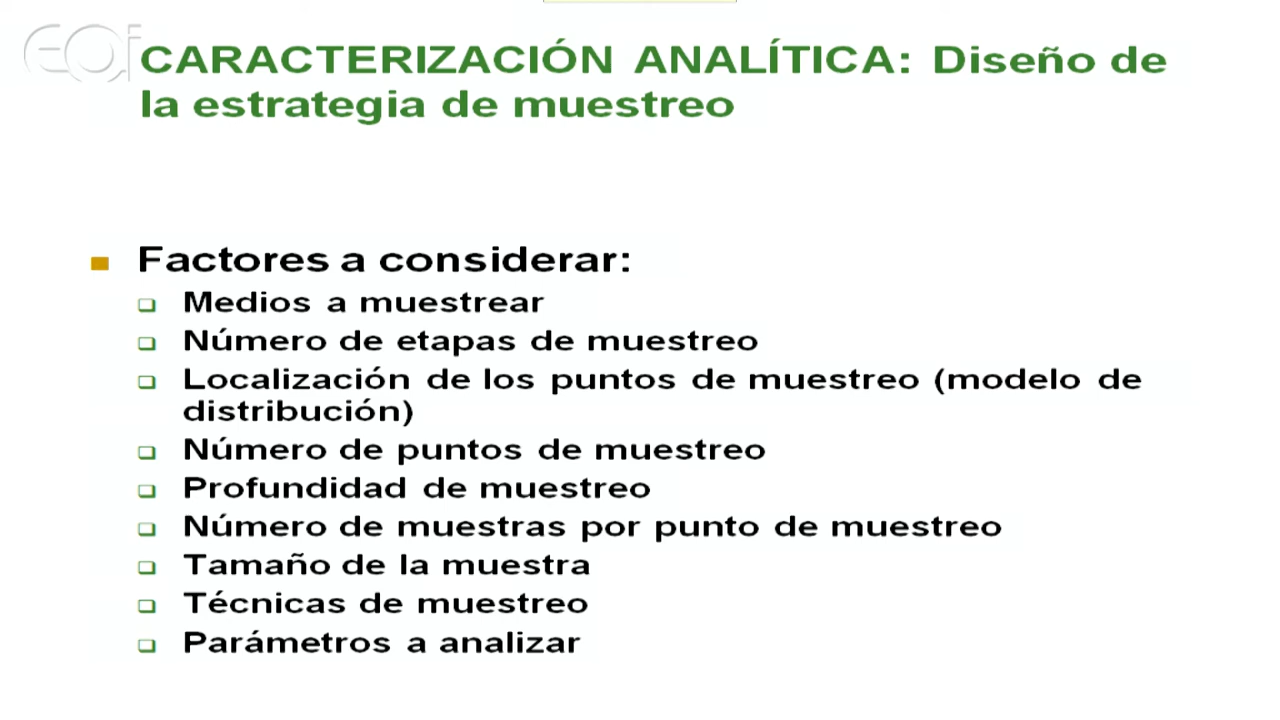 eoi
CARACTERIZACIÓN ANALÍTICA: Diseño de
la estrategia de muestreo
Factores a considerar:
Medios a muestrear
Número de etapas de muestreo
Localización de los puntos de muestreo (modelo de
distribución)
Número de puntos de muestreo
Profundidad de muestreo
Número de muestras por punto de muestreo
Tamaño de la muestra
Técnicas de muestreo
Parámetros a analizar